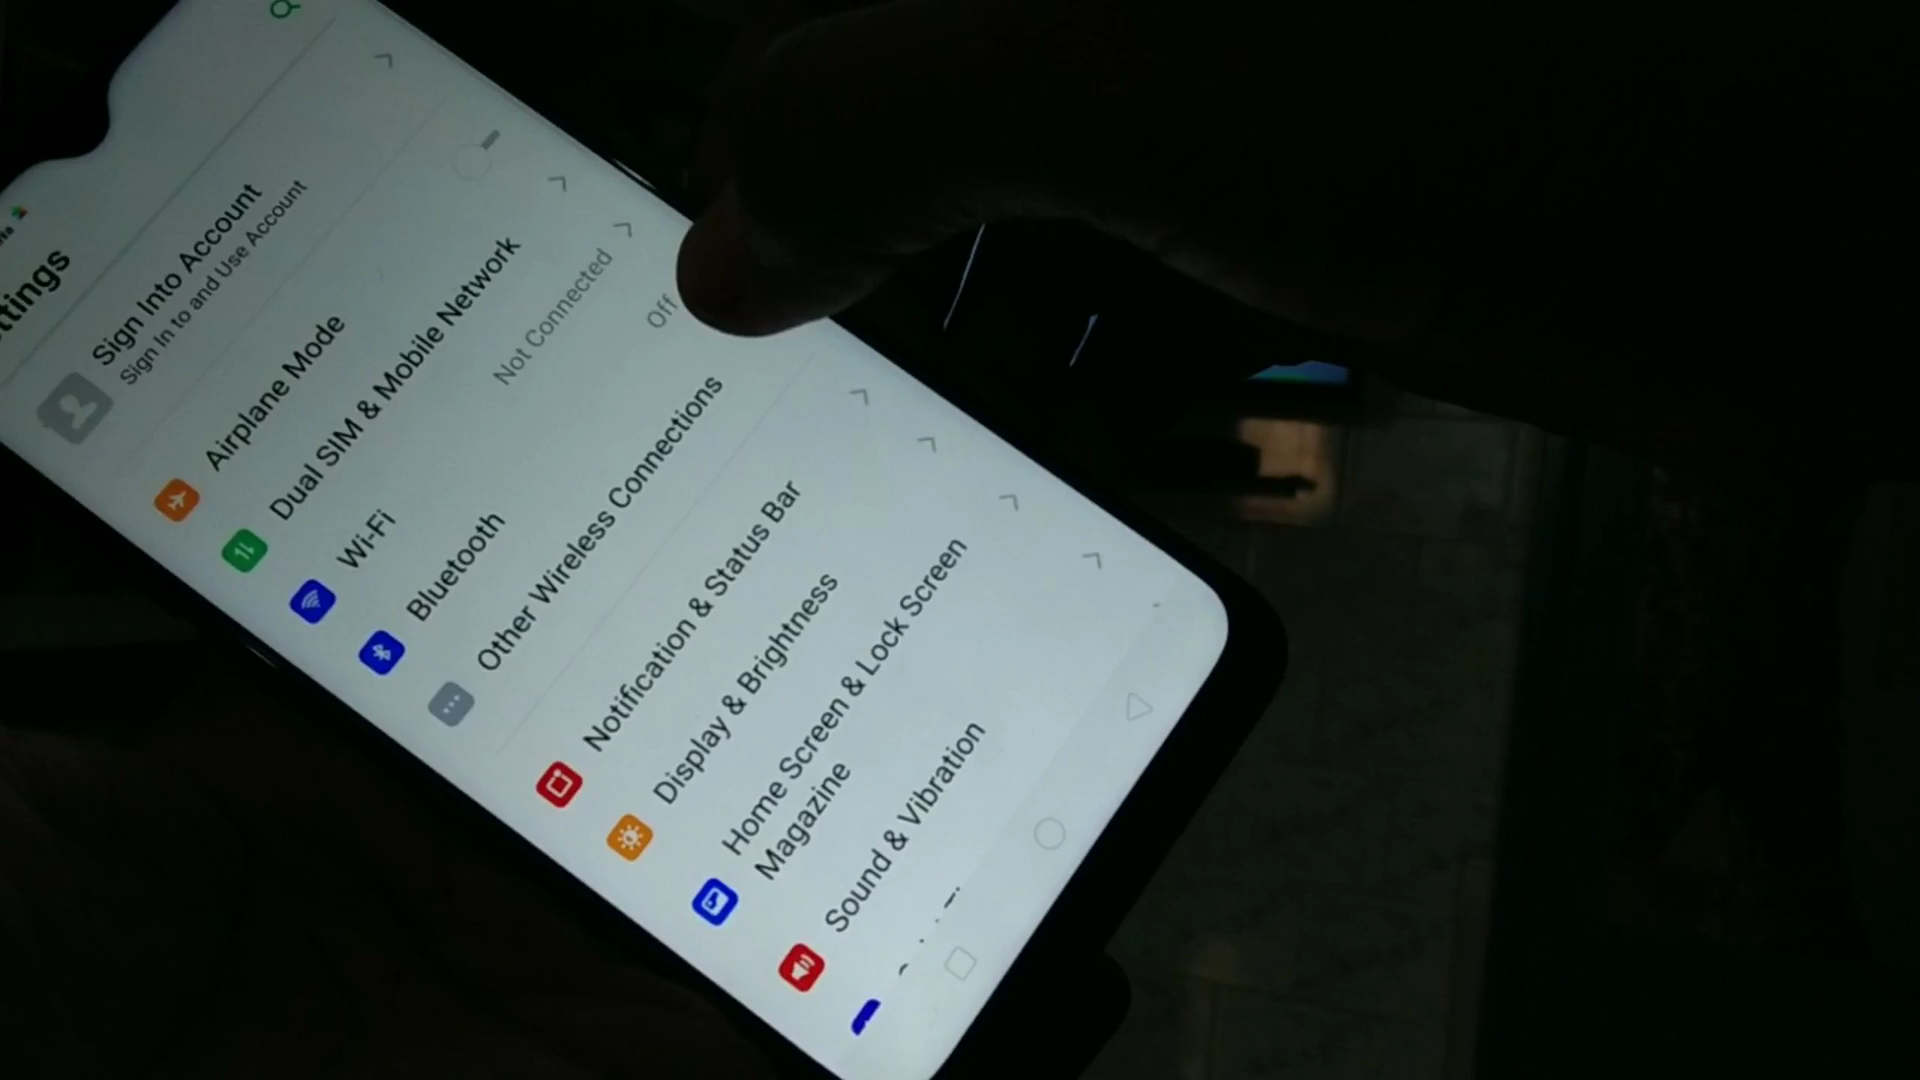 Sign Into Account
Sign In to and Use Account
Airplane Mode
Dual SIM & Mobile Network
Wi-Fi
Not Connected
Bluetooth
Off
Other Wireless Connections
Notification & Status Bar
Display & Brightness
Home Screen & Lock Screen
Magazine
Sound & Vibration